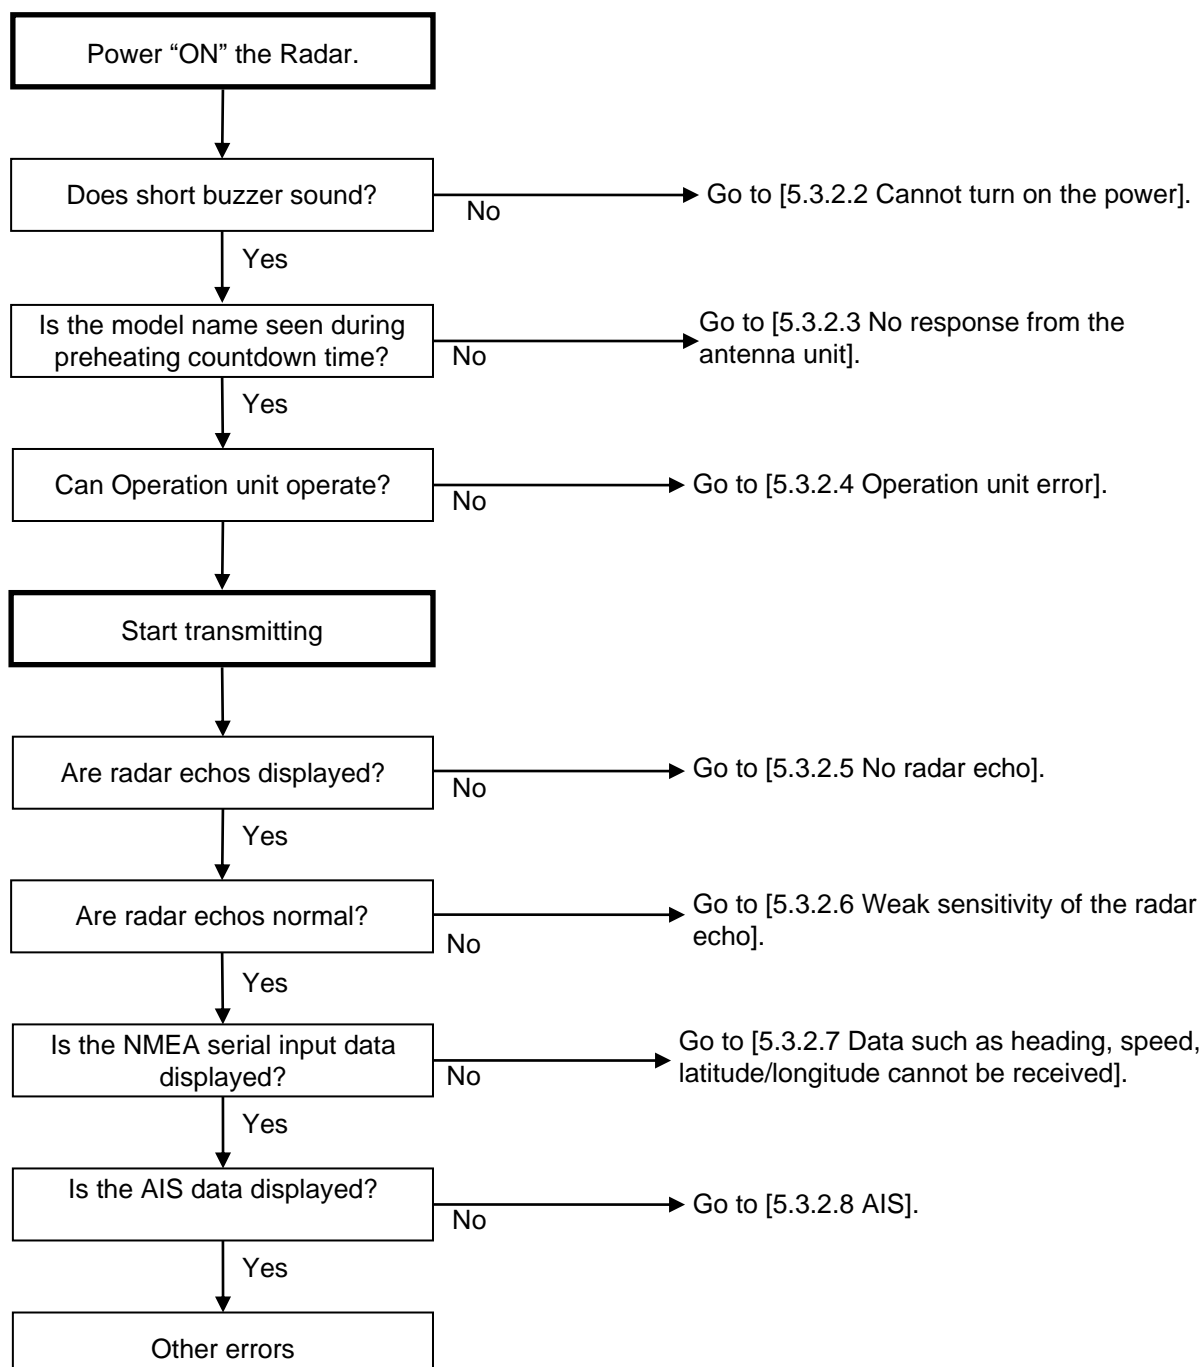 Power “ON” the Radar.
Does short buzzer sound?
No
Go to [5.3.2.2 Cannot turn on the power].
Yes
Is the model name seen during
preheating countdown time?
No
Go to [5.3.2.3 No response from the
antenna unit].
Yes
Can Operation unit operate?
No
Go to [5.3.2.4 Operation unit error].
Start transmitting
Are radar echos displayed?
No
Go to [5.3.2.5 No radar echo].
Yes
Are radar echos normal?
No
Go to [5.3.2.6 Weak sensitivity of the radar
echo].
Yes
Is the NMEA serial input data
displayed?
No
Go to [5.3.2.7 Data such as heading, speed,
latitude/longitude cannot be received].
Yes
Is the AIS data displayed?
No
Go to [5.3.2.8 AIS].
Yes
Other errors